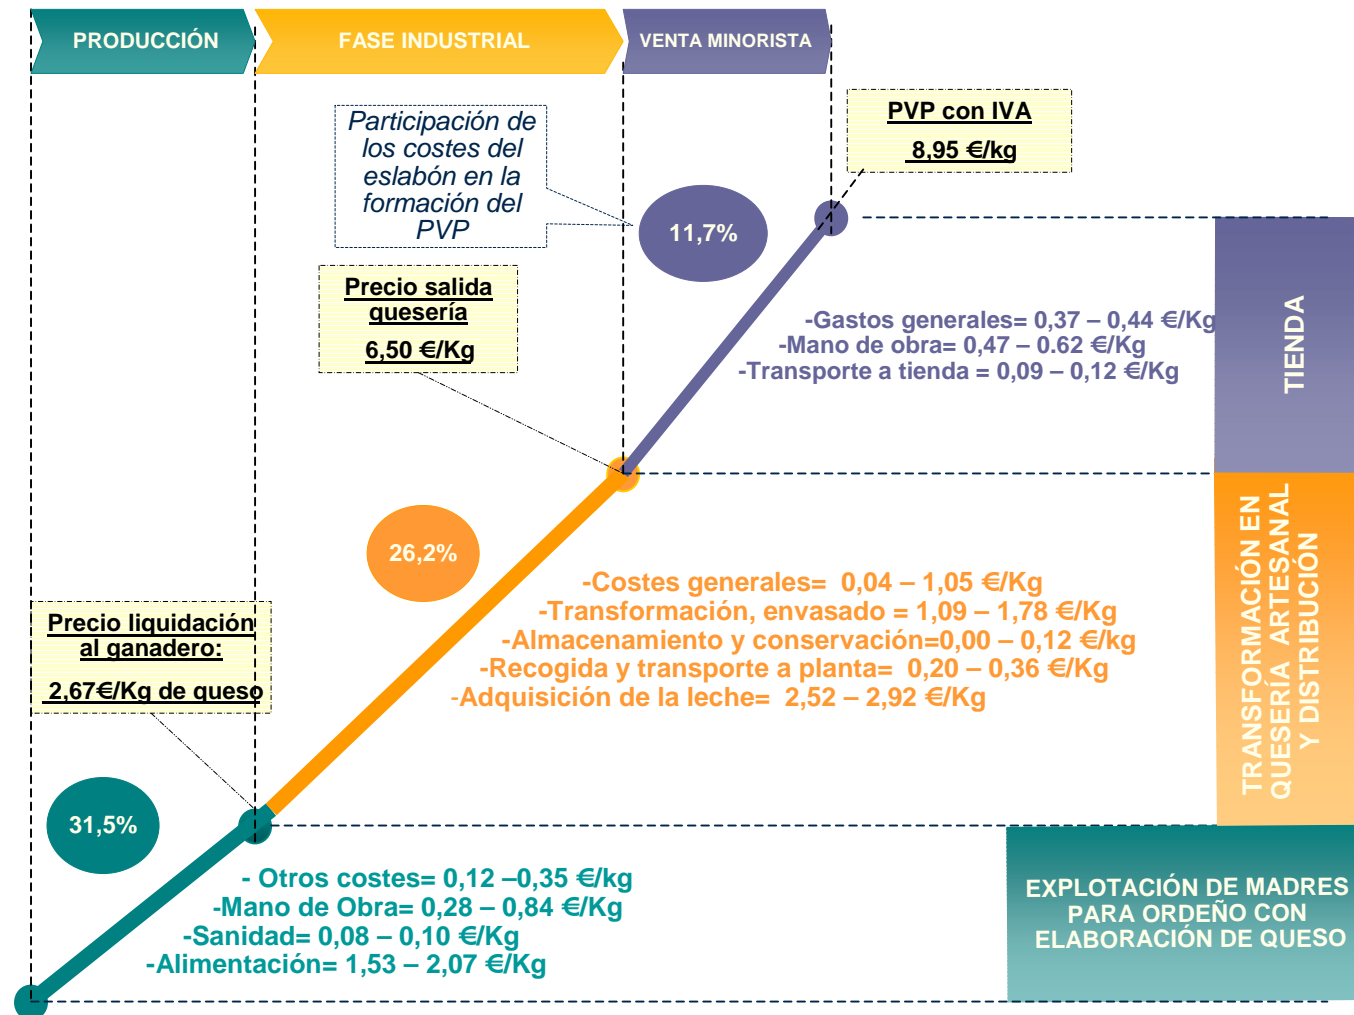 PRODUCCIÓN
FASE INDUSTRIAL
VENTA MINORISTA
Participación de
los costes del
eslabón en la
formación del
PVP
PVP con IVA
8,95 €/kg
11,7%
Precio salida
quesería
6,50 €/Kg
-Gastos generales= 0,37 – 0,44 €/Kg
-Mano de obra= 0,47 – 0.62 €/Kg
-Transporte a tienda = 0,09 – 0,12 €/Kg
TIENDA
26,2%
-Costes generales= 0,04 – 1,05 €/Kg
-Transformación, envasado = 1,09 – 1,78 €/Kg
-Almacenamiento y conservación=0,00 – 0,12 €/kg
-Recogida y transporte a planta= 0,20 – 0,36 €/Kg
-Adquisición de la leche= 2,52 – 2,92 €/Kg
TRANSFORMACIÓN EN
QUESERÍA ARTESANAL
Y DISTRIBUCIÓN
Precio liquidación
al ganadero:
2,67€/Kg de queso
31,5%
- Otros costes= 0,12 –0,35 €/kg
-Mano de Obra= 0,28 – 0,84 €/Kg
-Sanidad= 0,08 – 0,10 €/Kg
-Alimentación= 1,53 – 2,07 €/Kg
EXPLOTACIÓN DE MADRES
PARA ORDEÑO CON
ELABORACIÓN DE QUESO